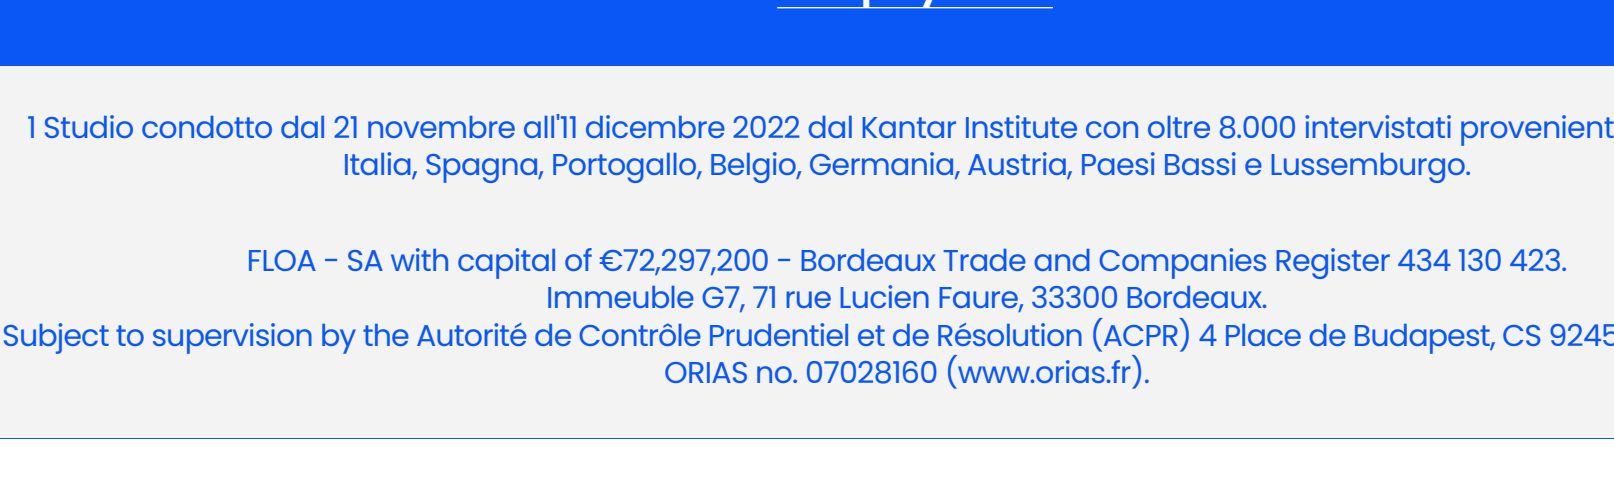 1 Studio condotto dal 21 novembre all'11 dicembre 2022 dal Kantar Institute con oltre 8.000 intervistati
Italia, Spagna, Portogallo, Belgio, Germania, Austria, Paesi Bassi e Lussemburgo.
FLOA - SA with capital of €72,297,200 - Bordeaux Trade and Companies Register 434 130 423.
Immeuble G7, 71 rue Lucien Faure, 33300 Bordeaux.
Subject to supervision by the Autorité de Contrôle Prudentiel et de Résolution (ACPR) 4 Place de Budapest, CS
ORIAS no. 07028160 (www.orias.fr).